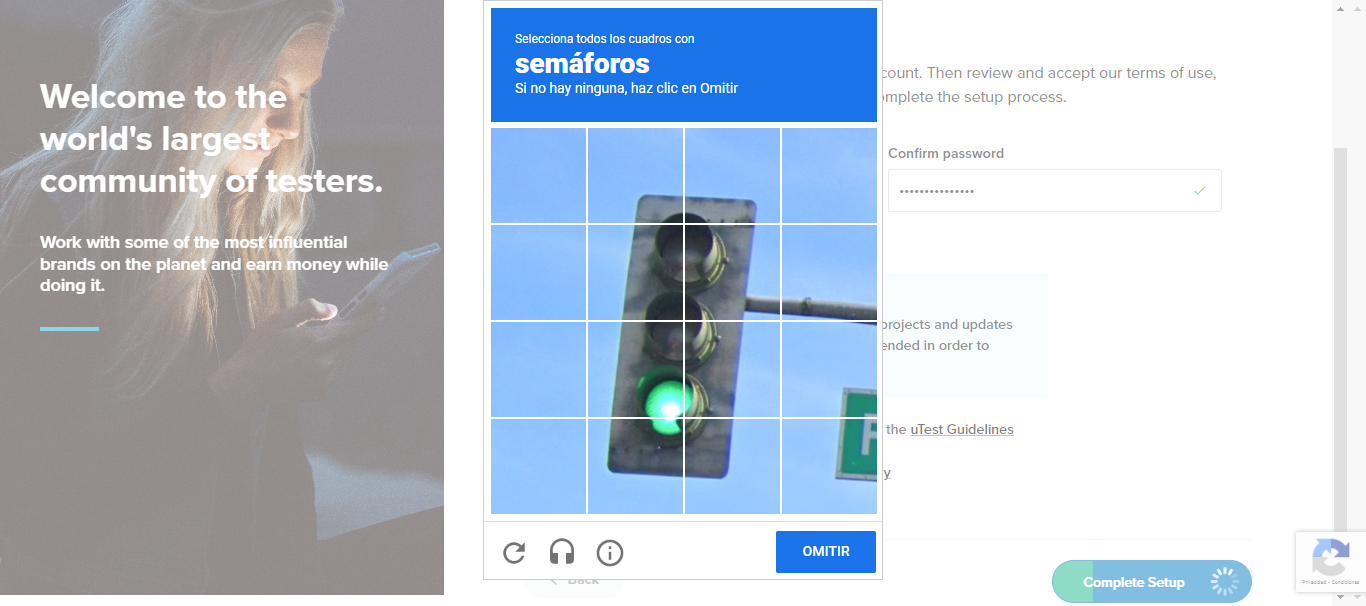 Welcome to the
world's largest
community of testers.
Work with some of the most influential
brands on the planet and earn money while
doing it.
Selecciona todos los cuadros con
semáforos
Si no hay ninguna, haz clic en Omitir
OMITIR
count. Then review and accept our terms of use,
mplete the setup process.
Confirm password
projects and updates
ended in order to
the uTest Guidelines
y
Back
Complete Setup
Privacidad - Condiciones